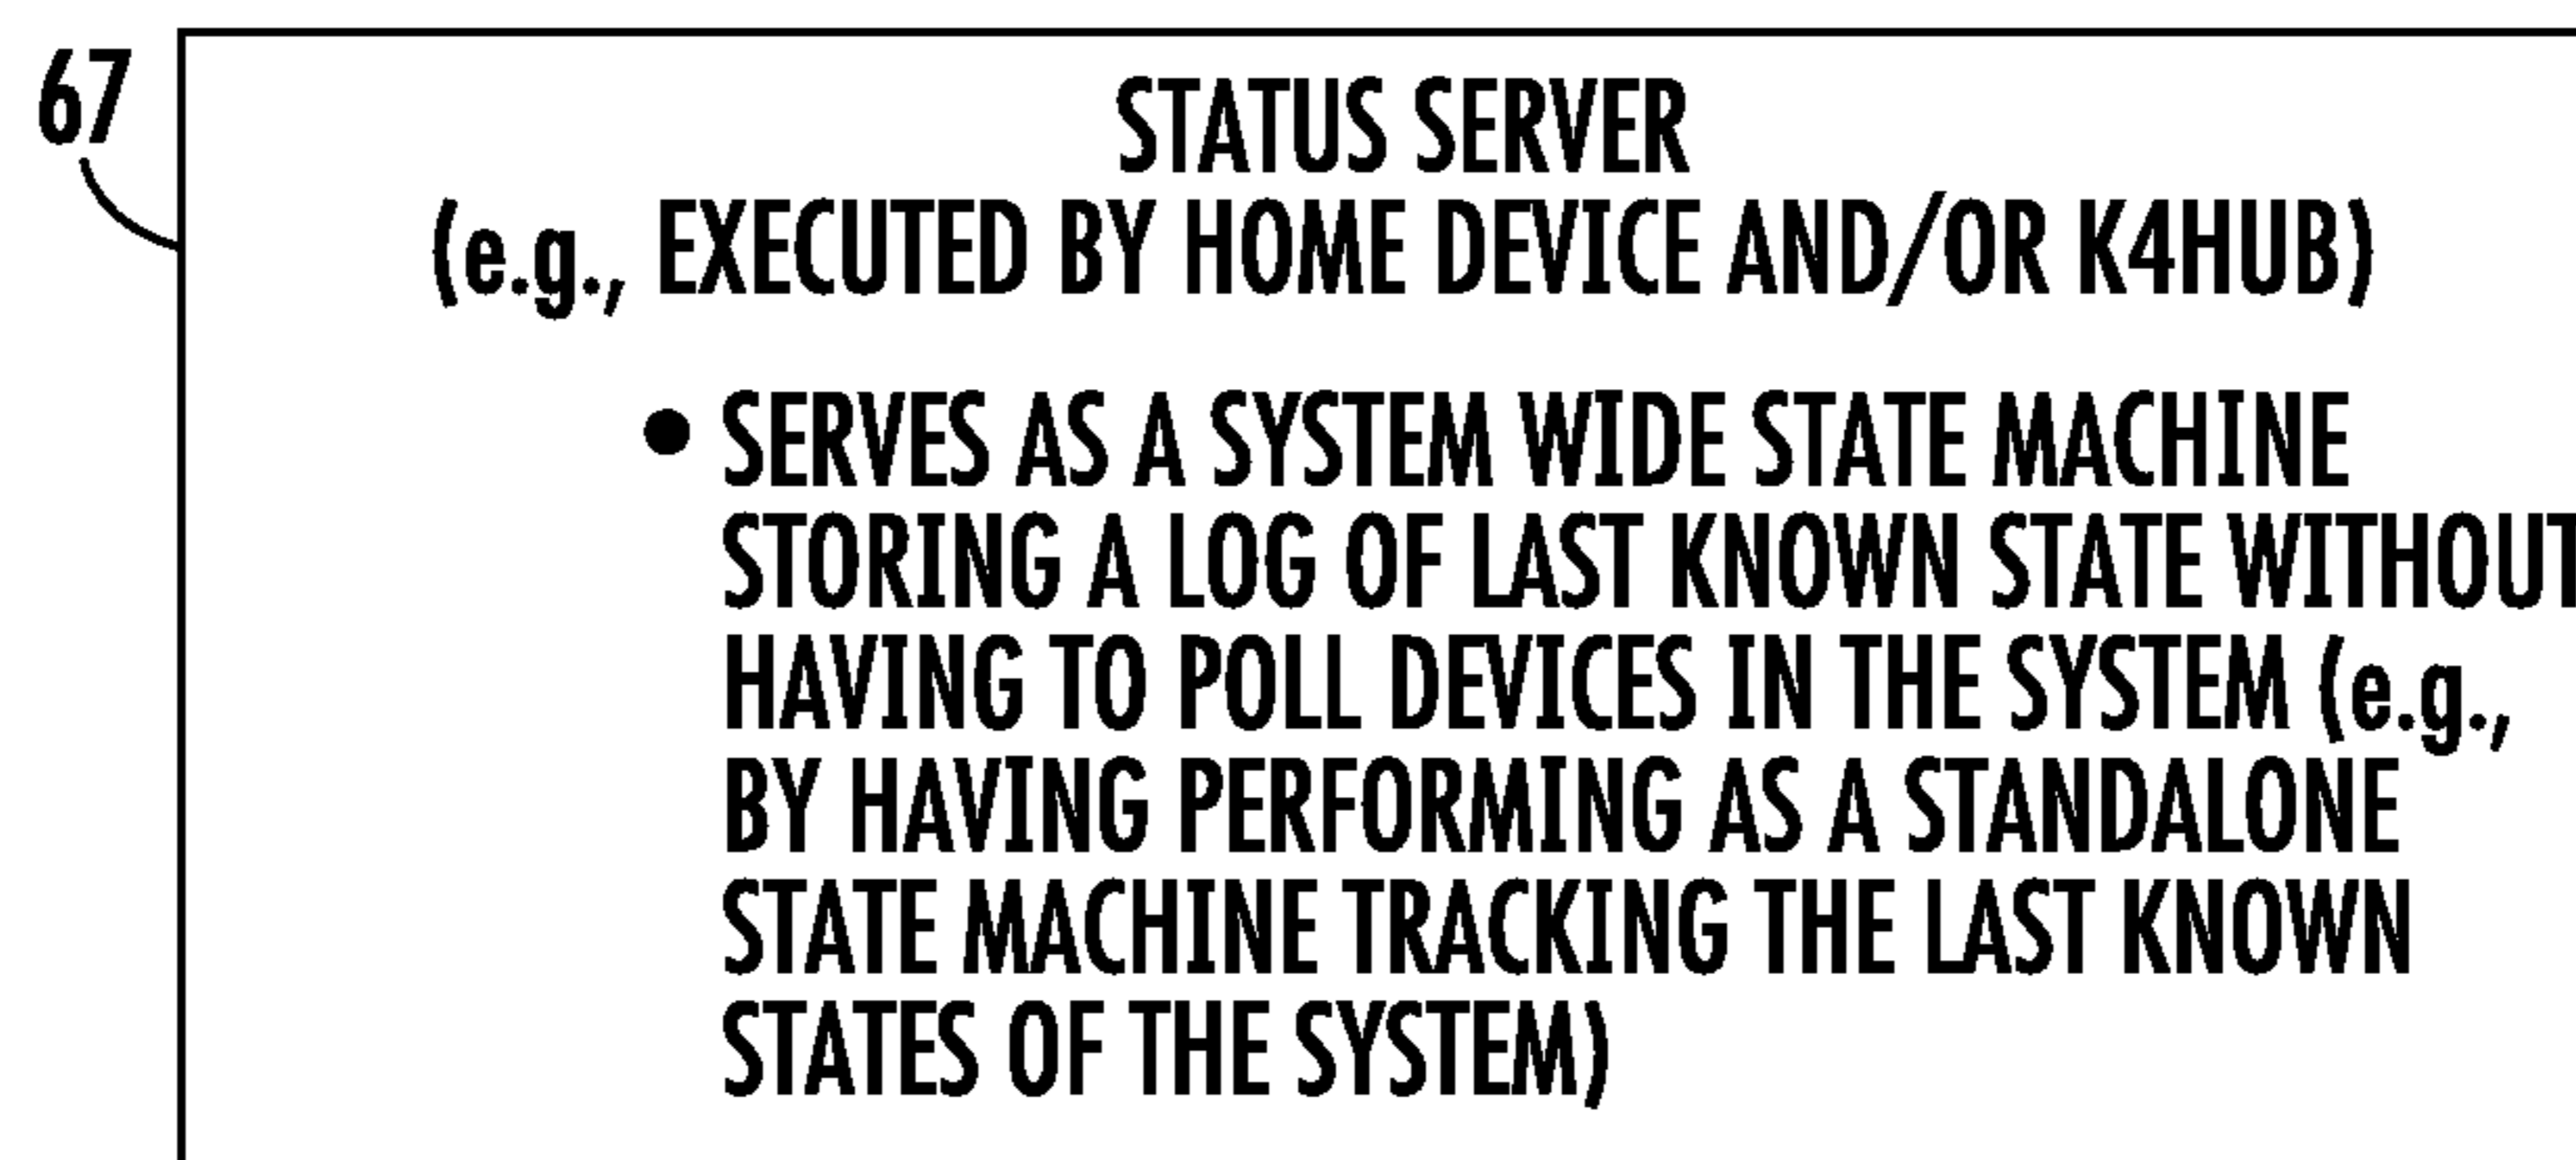 67
STATUS SERVER
(e.g., EXECUTED BY HOME DEVICE AND/OR K4HUB)
• SERVES AS A SYSTEM WIDE STATE MACHINE
STORING A LOG OF LAST KNOWN STATE WITHOUT
HAVING TO POLL DEVICES IN THE SYSTEM (e.g.,
BY HAVING PERFORMING AS A STANDALONE
STATE MACHINE TRACKING THE LAST KNOWN
STATES OF THE SYSTEM)